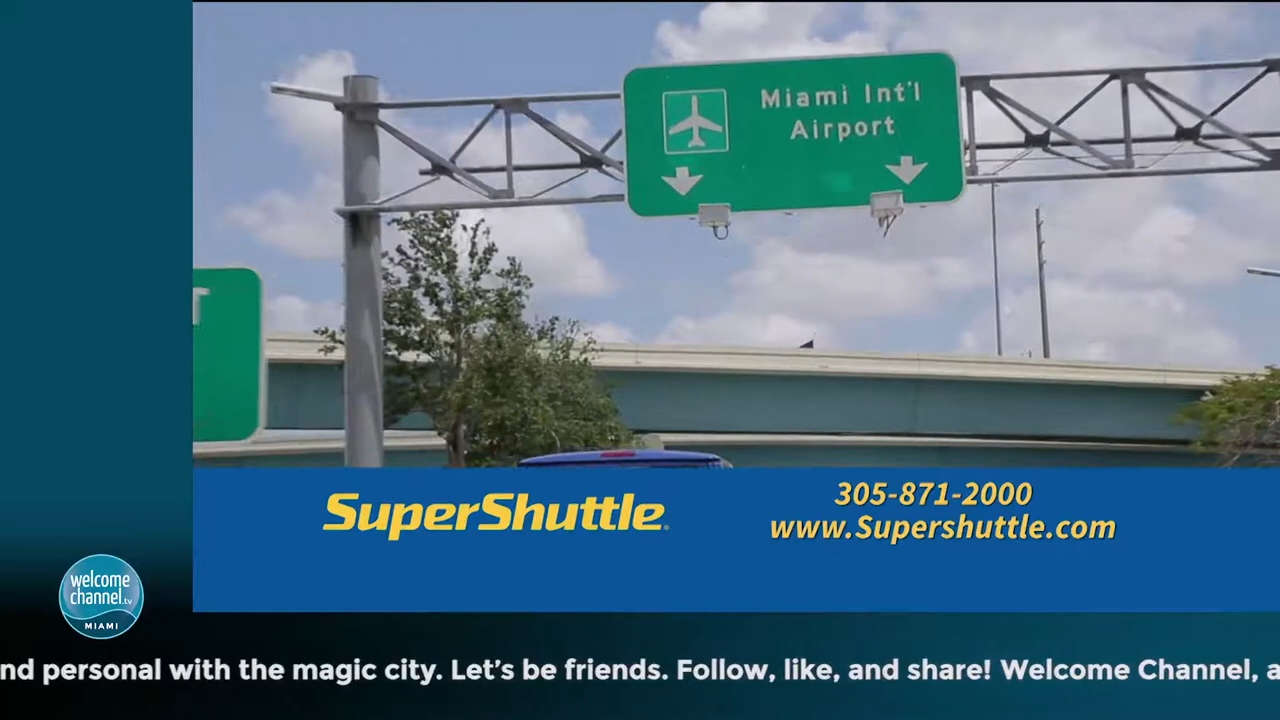 Miami Int'l
Airport
T
SuperShuttle
305-871-2000
www.Supershuttle.com
welcome
channel.tv
MIAMI
nd personal with the magic city. Let's be friends. Follow, like, and share! Welcome Channel, a